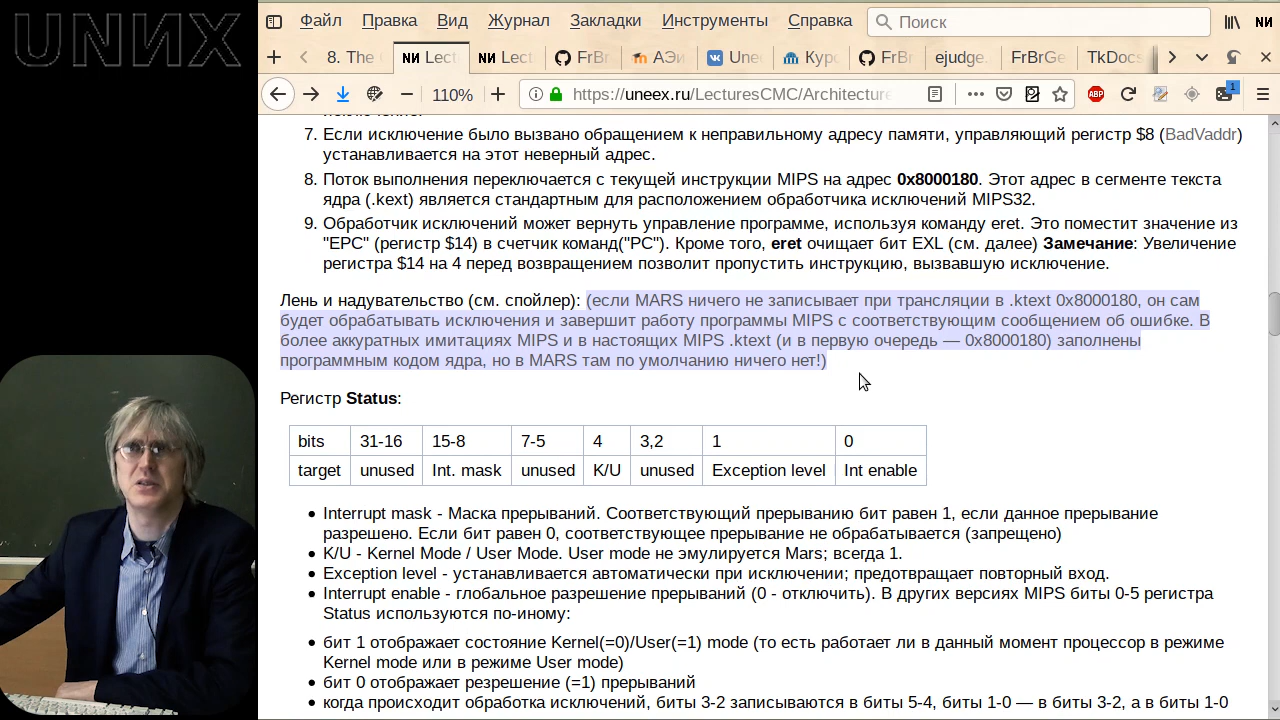 UNИX
Файл Правка Вид Журнал Закладки Инструменты Справка Поиск
8. The Lect Lect FrBr АЭи Une Курс FrBr ejudge. FrBrGe TkDocs
110% https://uneex.ru/LecturesCMC/Architecture ABP 1
7. Если исключение было вызвано обращением к неправильному адресу памяти, управляющий регистр $8 (BadVaddr)
устанавливается на этот неверный адрес.
8. Поток выполнения переключается с текущей инструкции MIPS на адрес 0x8000180. Этот адрес в сегменте текста
ядра (.kext) является стандартным для расположением обработчика исключений MIPS32.
9. Обработчик исключений может вернуть управление программе, используя команду eret. Это поместит значение из
"EPC" (регистр $14) в счетчик команд("PC"). Кроме того, eret очищает бит EXL (см. далее) Замечание: Увеличение
регистра $14 на 4 перед возвращением позволит пропустить инструкцию, вызвавшую исключение.
Лень и надувательство (см. спойлер): (если MARS ничего не записывает при трансляции в .ktext 0x8000180, он сам
будет обрабатывать исключения и завершит работу программы MIPS с соответствующим сообщением об ошибке. В
более аккуратных имитациях MIPS и в настоящих MIPS .ktext (и в первую очередь — 0x8000180) заполнены
программным кодом ядра, но в MARS там по умолчанию ничего нет!)
Регистр Status:
bits 31-16 15-8 7-5 4 3,2 1 0
target unused Int. mask unused K/U unused Exception level Int enable
• Interrupt mask - Маска прерываний. Соответствующий прерыванию бит равен 1, если данное прерывание
разрешено. Если бит равен 0, соответствующее прерывание не обрабатывается (запрещено)
• K/U - Kernel Mode / User Mode. User mode не эмулируется Mars; всегда 1.
• Exception level - устанавливается автоматически при исключении; предотвращает повторный вход.
• Interrupt enable - глобальное разрешение прерываний (0 - отключить). В других версиях MIPS биты 0-5 регистра
Status используются по-иному:
• бит 1 отображает состояние Kernel(=0)/User(=1) mode (то есть работает ли в данный момент процессор в режиме
Kernel mode или в режиме User mode)
• бит 0 отображает резрешение (=1) прерываний
• когда происходит обработка исключений, биты 3-2 записываются в биты 5-4, биты 1-0 — в биты 3-2, а в биты 1-0